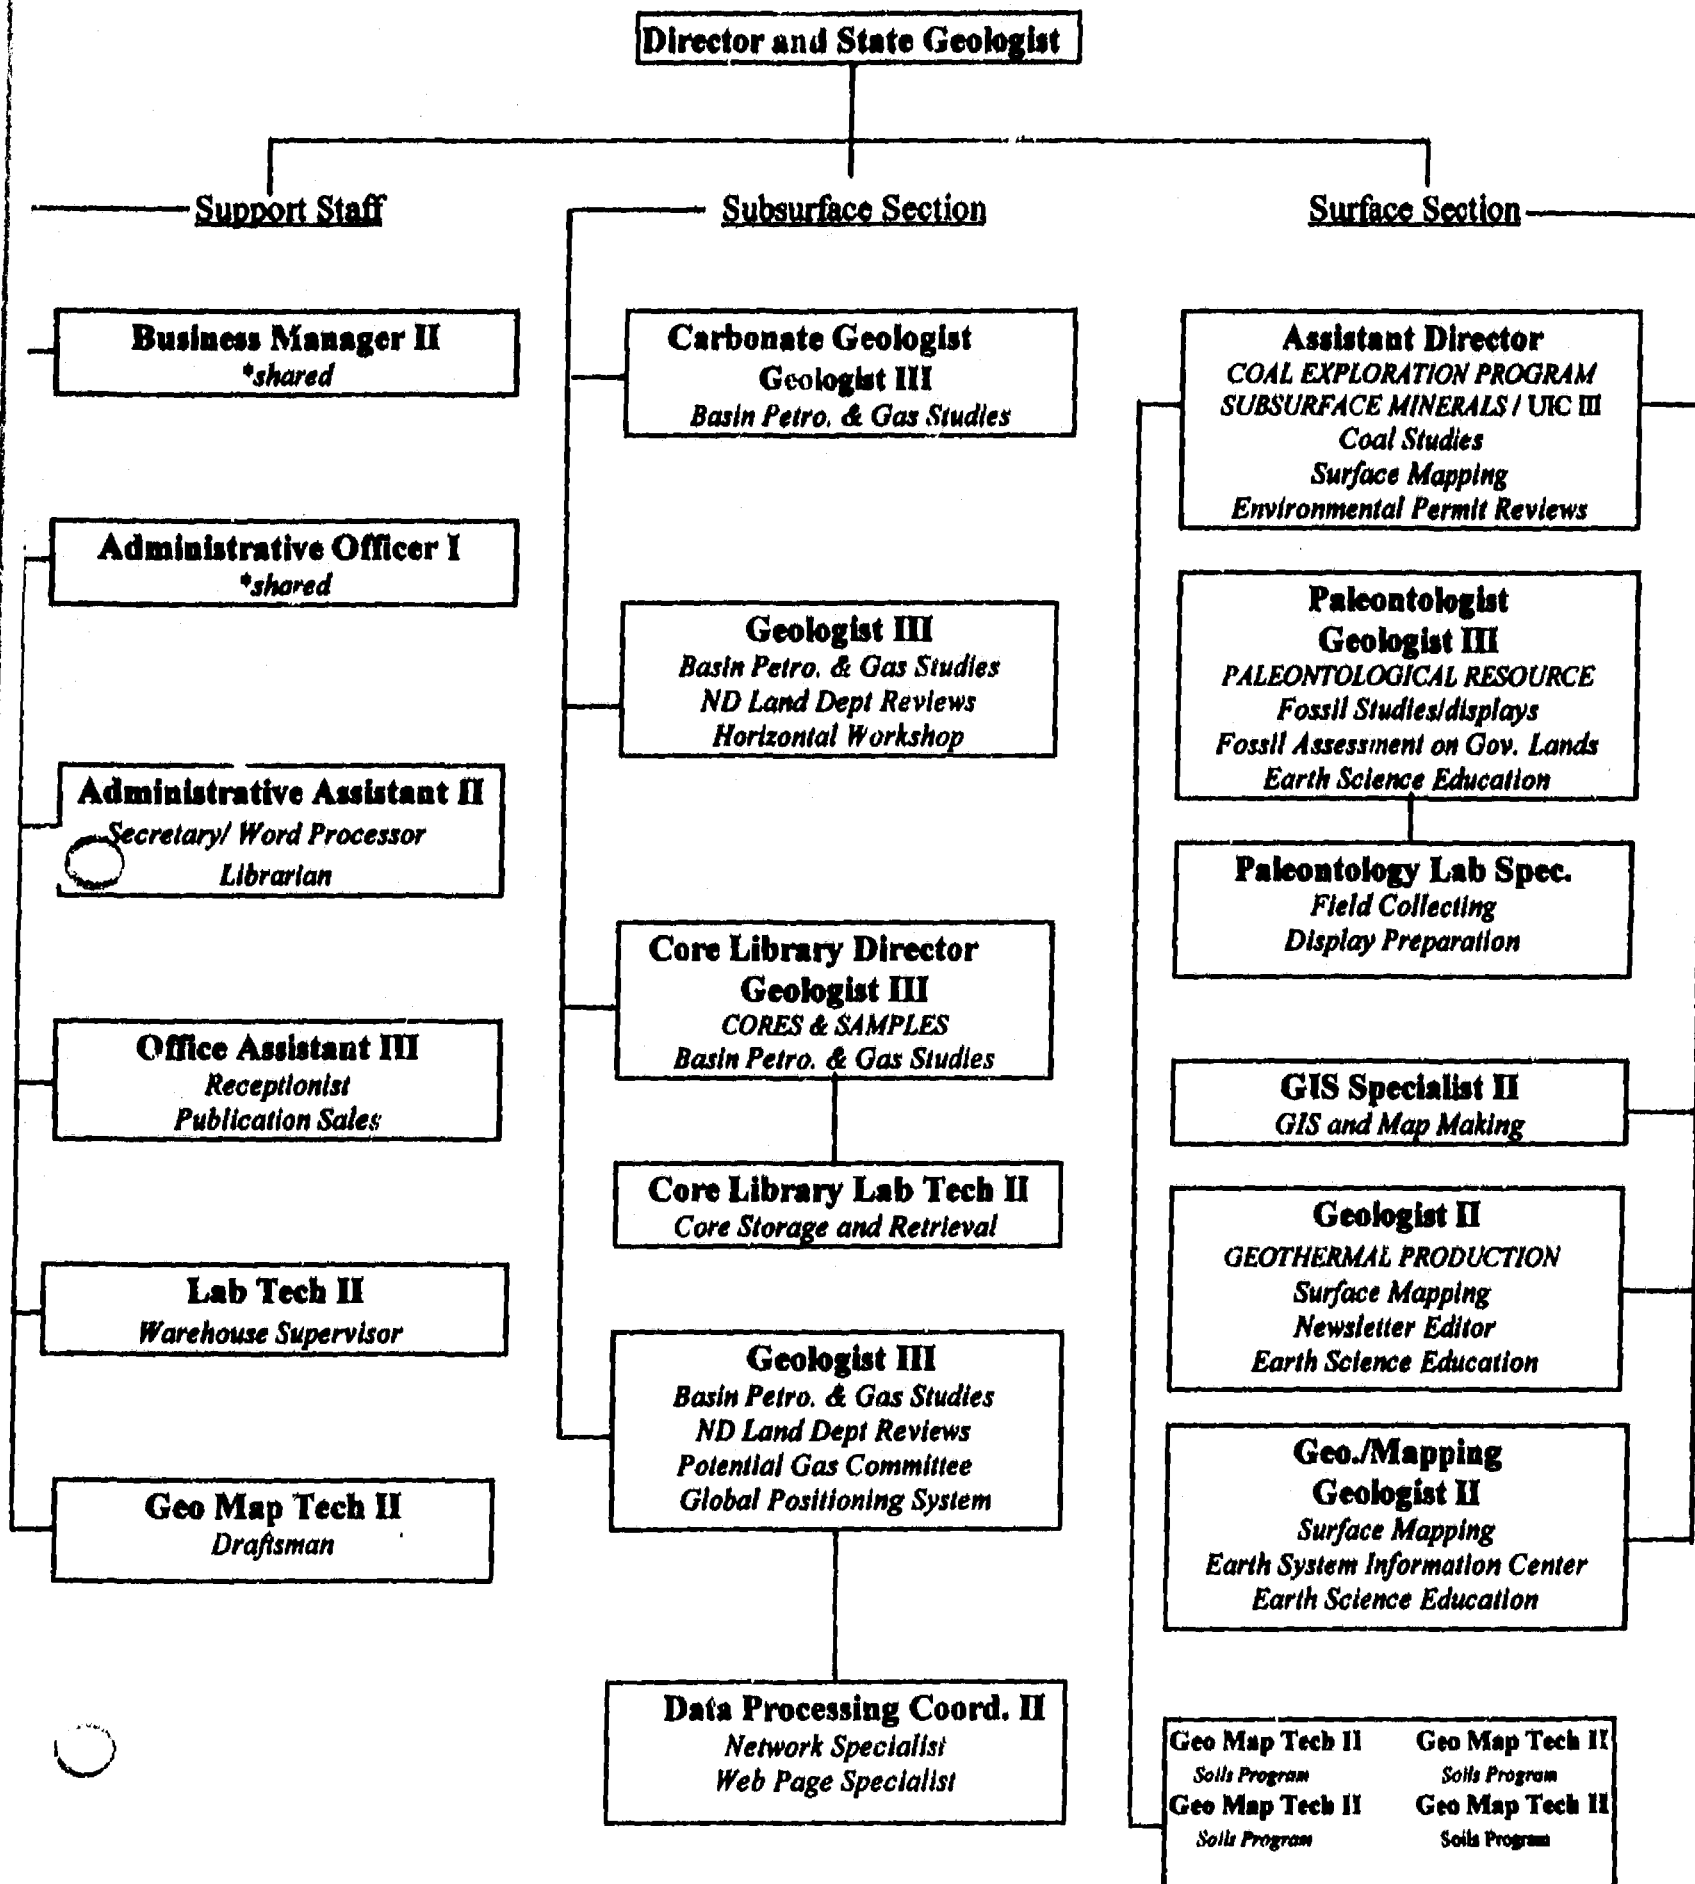 Director and State Geologist
Support Staff
Business Manager II
*shared
Administrative Officer I
*shared
Administrative Assistant II
Secretary/ Word Processor
Librarian
Office Assistant III
Receptionist
Publication Sales
Lab Tech II
Warehouse Supervisor
Geo Map Tech II
Draftsman
Subsurface Section
Carbonate Geologist
Geologist III
Basin Petro. & Gas Studies
Geologist III
Basin Petro. & Gas Studies
ND Land Dept Reviews
Horizontal Workshop
Core Library Director
Geologist III
CORES & SAMPLES
Basin Petro. & Gas Studies
Core Library Lab Tech II
Core Storage and Retrieval
Geologist III
Basin Petro. & Gas Studies
ND Land Dept Reviews
Potential Gas Committee
Global Positioning System
Data Processing Coord. II
Network Specialist
Web Page Specialist
Surface Section
Assistant Director
COAL EXPLORATION PROGRAM
SUBSURFACE MINERALS / UIC III
Coal Studies
Surface Mapping
Environmental Permit Reviews
Paleontologist
Geologist III
PALEONTOLOGICAL RESOURCE
Fossil Studies/displays
Fossil Assessment on Gov. Lands
Earth Science Education
Paleontology Lab Spec.
Field Collecting
Display Preparation
GIS Specialist II
GIS and Map Making
Geologist II
GEOTHERMAL PRODUCTION
Surface Mapping
Newsletter Editor
Earth Science Education
Geo./Mapping
Geologist II
Surface Mapping
Earth System Information Center
Earth Science Education
Geo Map Tech II Geo Map Tech II
Soils Program Soils Program
Geo Map Tech II Geo Map Tech II
Soils Program Soils Program